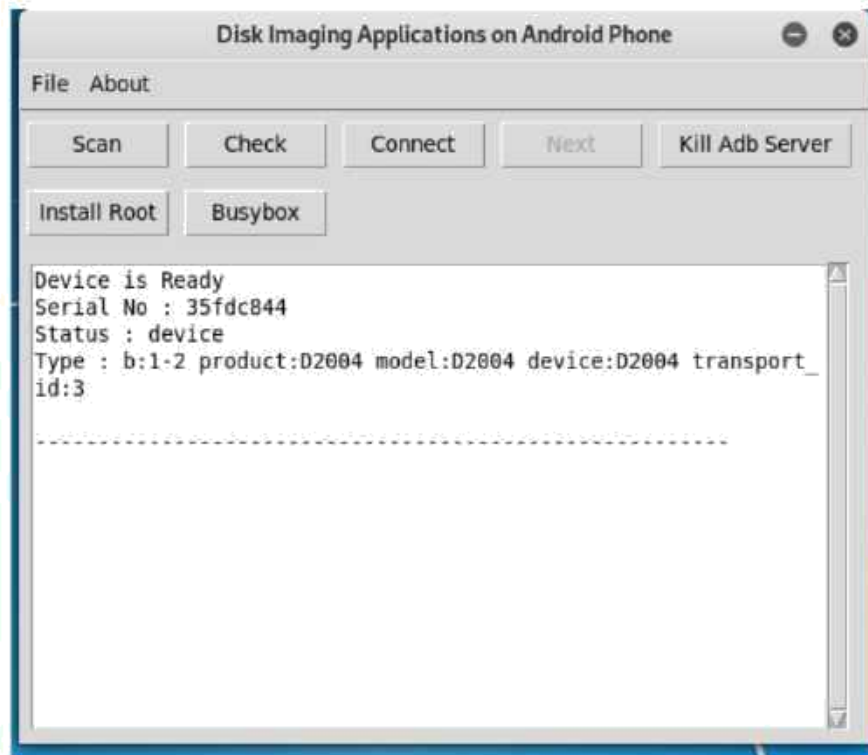 Disk Imaging Applications on Android Phone
File About
Scan Check Connect Next Kill Adb Server
Install Root Busybox
Device is Ready
Serial No : 35fdc844
Status : device
Type : b:1-2 product:D2004 model:D2004 device:D2004 transport_
id:3
-------------------------------------------------------